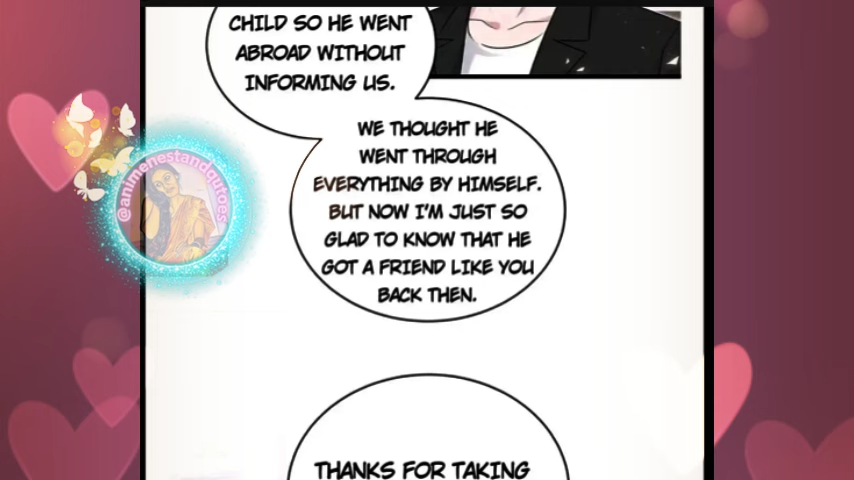 CHILD SO HE WENT
ABROAD WITHOUT
INFORMING US.
WE THOUGHT HE
WENT THROUGH
EVERYTHING BY HIMSELF.
BUT NOW I'M JUST SO
GLAD TO KNOW THAT HE
GOT A FRIEND LIKE YOU
BACK THEN.
@animenestandqutoes
THANKS FOR TAKING